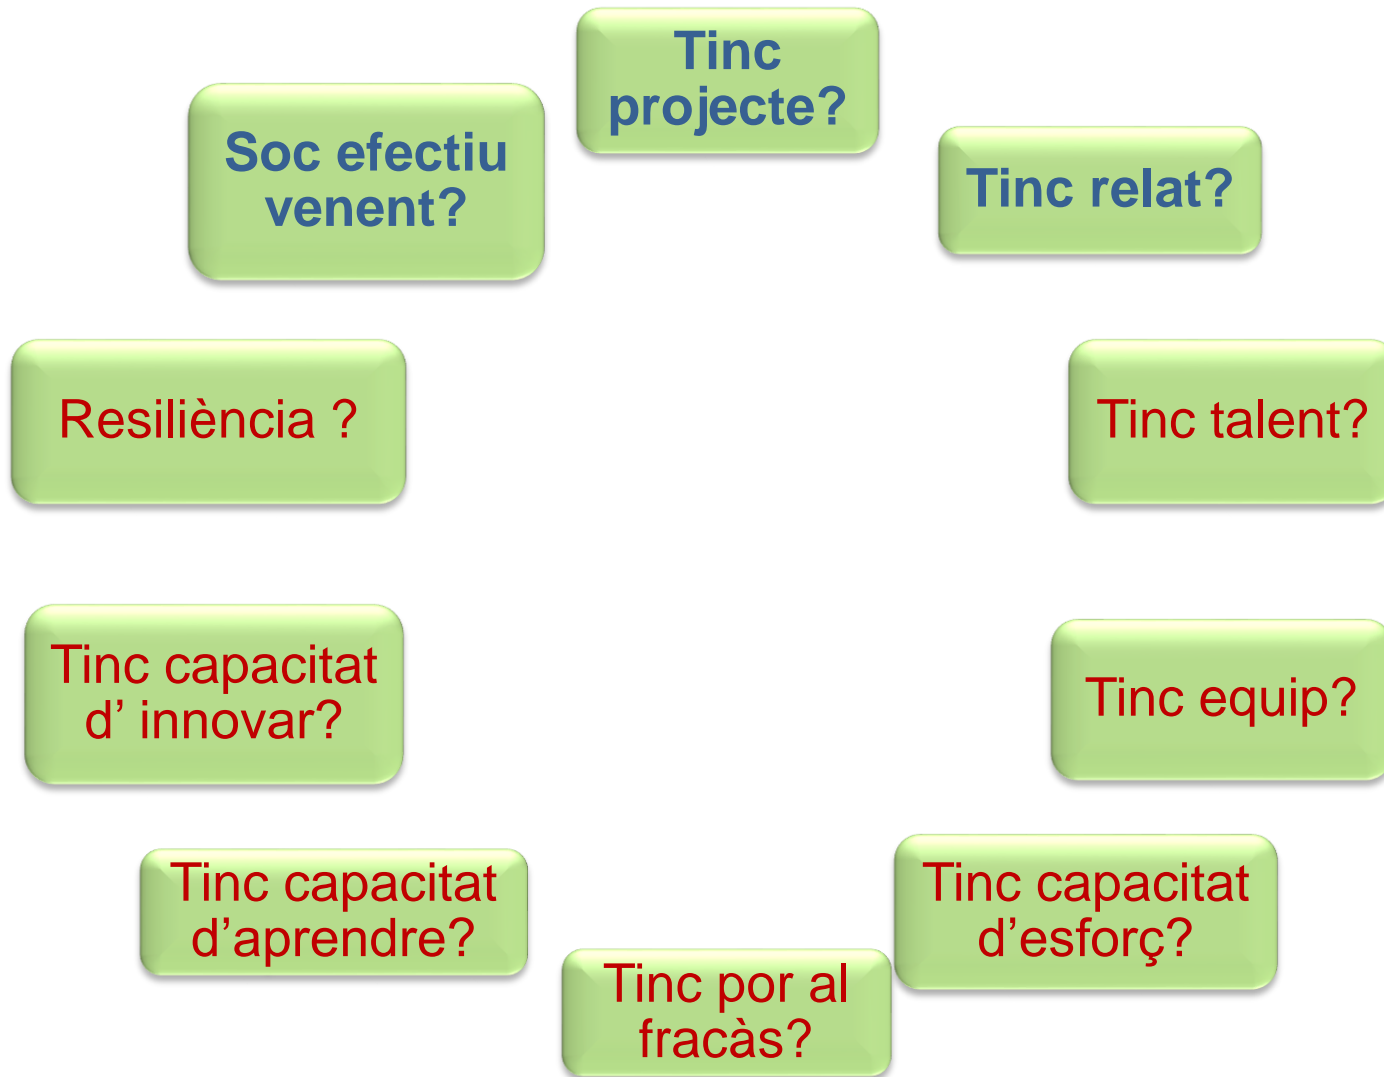 Tinc
projecte?
Tinc relat?
Tinc talent?
Tinc equip?
Tinc capacitat
d’esforç?
Tinc por al
fracàs?
Tinc capacitat
d’aprendre?
Tinc capacitat
d’ innovar?
Resiliència ?
Soc efectiu
venent?